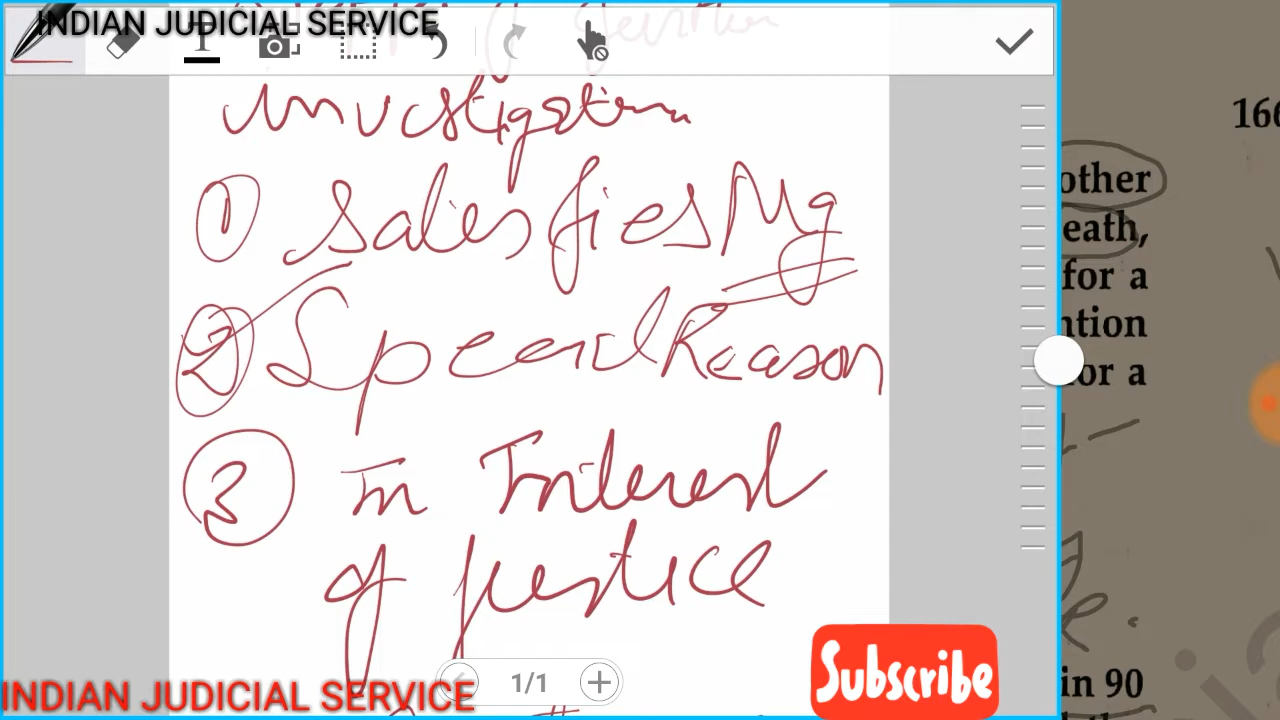 INDIAN JUDICIAL SERVICE
T
Investigation
① Satisfies Mg
② Special Reason
③ In Interest
of justice
1/1
Subscribe
INDIAN JUDICIAL SERVICE
166
other
eath,
for a
ntion
for a
in 90